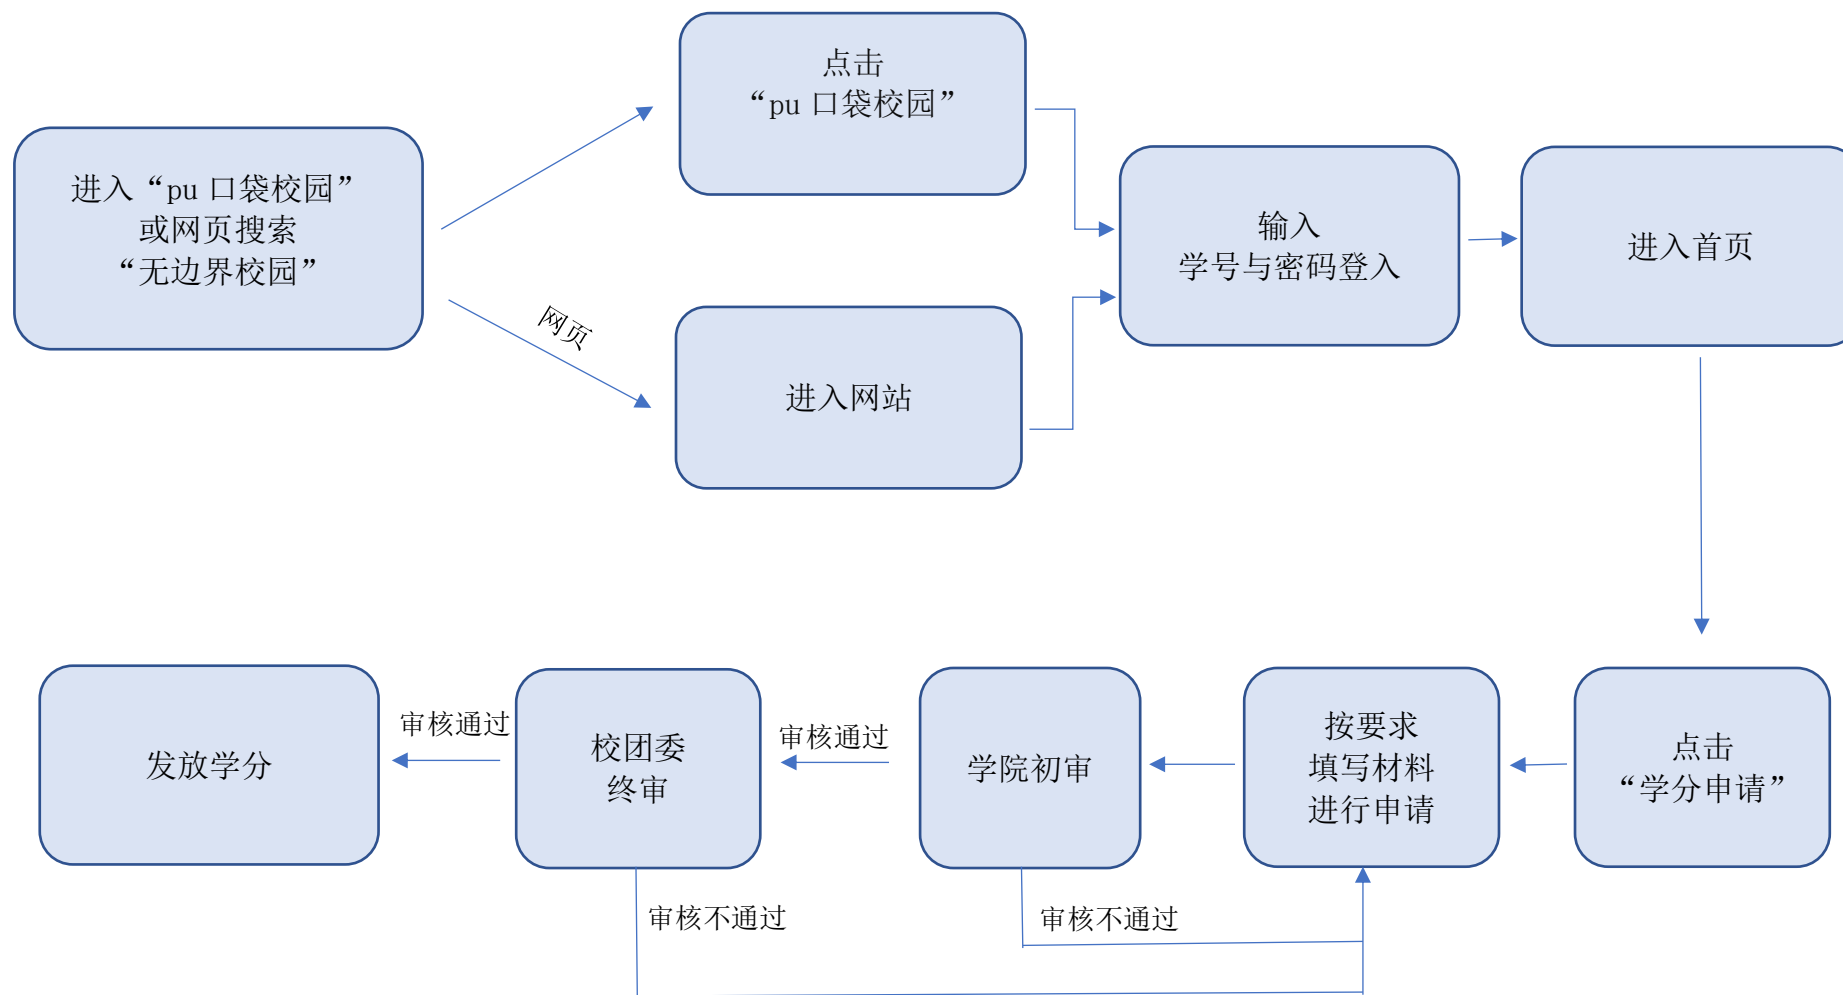 点击
“pu 口袋校园”
进入“pu 口袋校园”
或网页搜索
“无边界校园”
网页
进入网站
输入
学号与密码登入
进入首页
发放学分
审核通过
校团委
终审
审核通过
学院初审
按要求
填写材料
进行申请
点击
“学分申请”
审核不通过
审核不通过